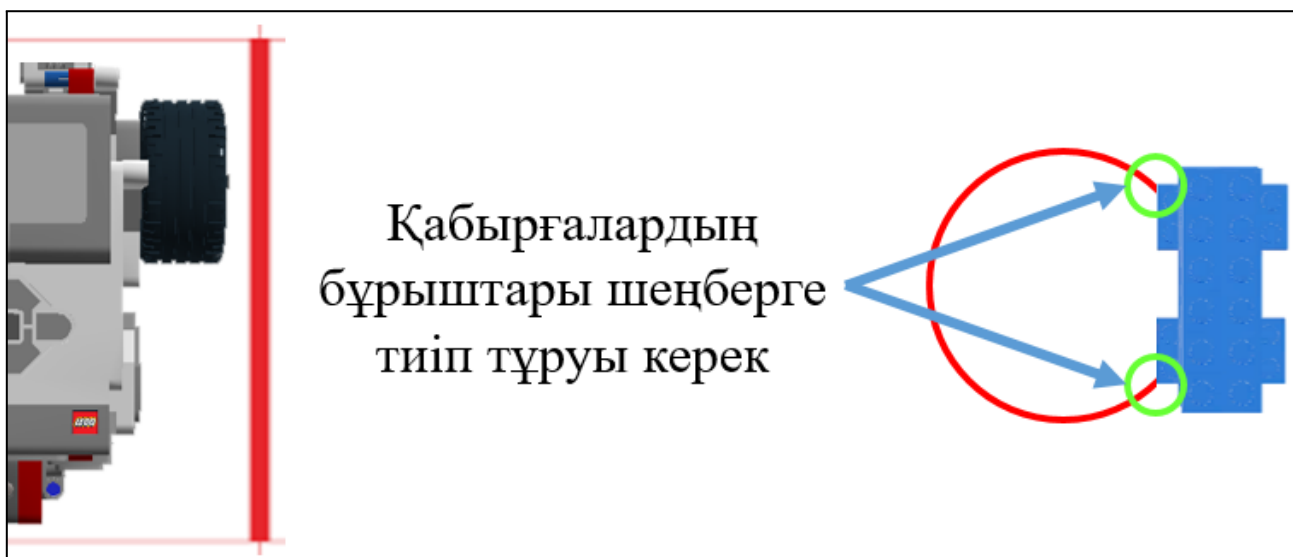 Қабырғалардың
бұрыштары шеңберге
тиіп тұруы керек